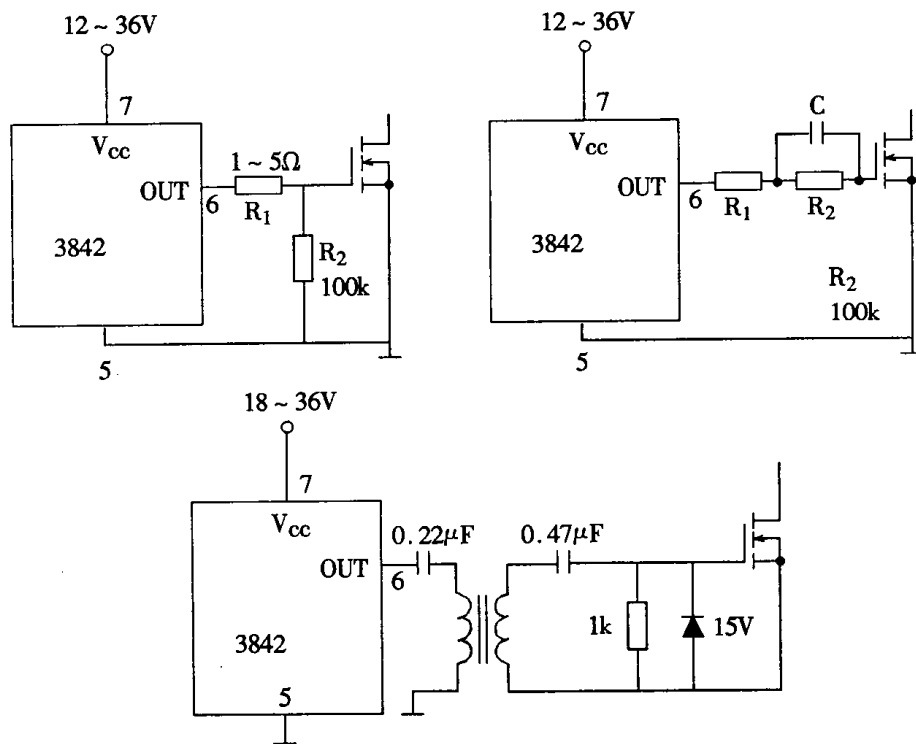 12 ~ 36V
7
Vcc
1 ~ 5Ω
OUT
6
R1
3842
R2
100k
5
12 ~ 36V
7
C
Vcc
OUT
6
R1
R2
3842
R2
100k
5
18 ~ 36V
7
Vcc
0.22μF
0.47μF
OUT
6
1k
15V
3842
5